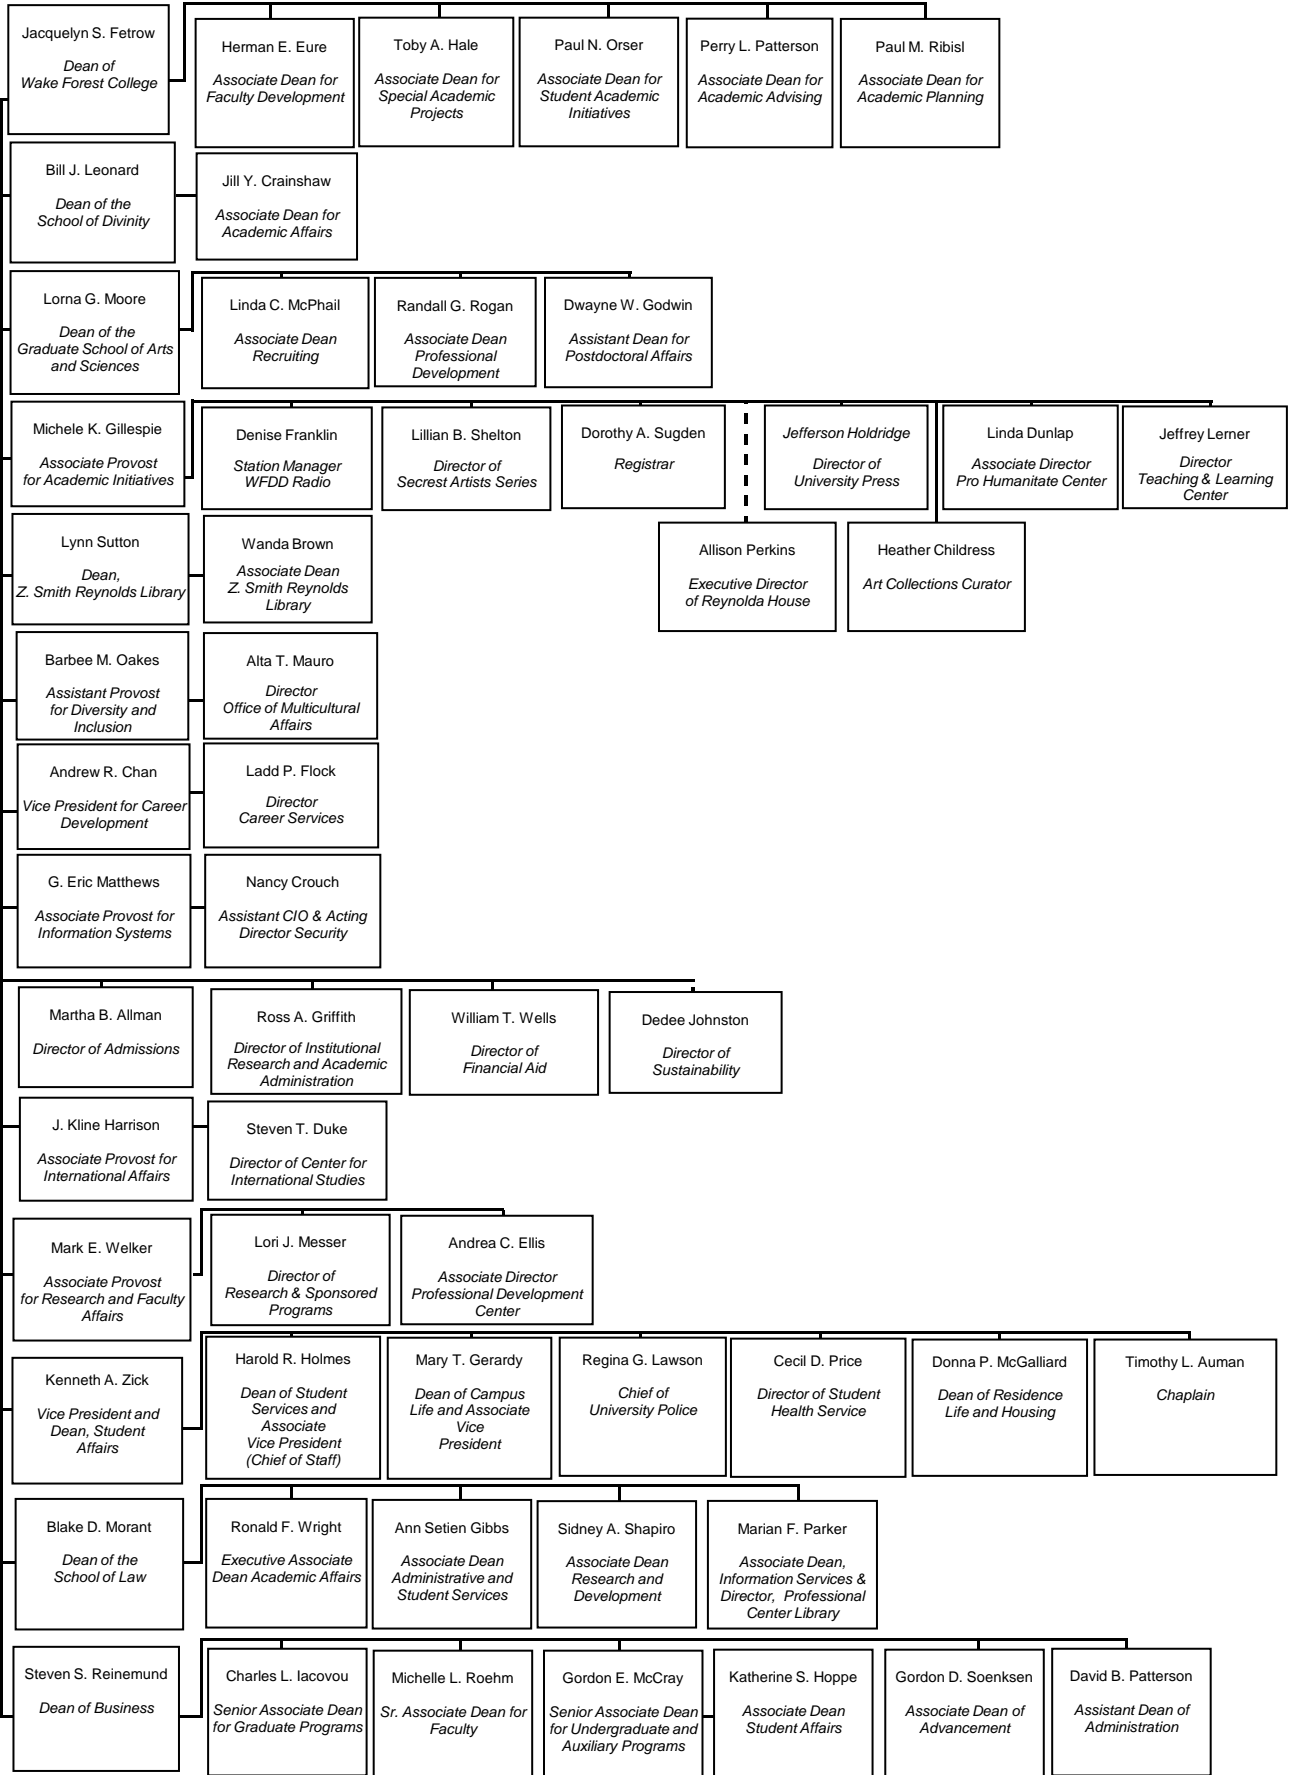 Jacquelyn S. Fetrow
Dean of
Wake Forest College
Herman E. Eure
Associate Dean for
Faculty Development
Toby A. Hale
Associate Dean for
Special Academic
Projects
Paul N. Orser
Associate Dean for
Student Academic
Initiatives
Perry L. Patterson
Associate Dean for
Academic Advising
Paul M. Ribisl
Associate Dean for
Academic Planning
Bill J. Leonard
Dean of the
School of Divinity
Jill Y. Crainshaw
Associate Dean for
Academic Affairs
Lorna G. Moore
Dean of the
Graduate School of Arts
and Sciences
Linda C. McPhail
Associate Dean
Recruiting
Randall G. Rogan
Associate Dean
Professional
Development
Dwayne W. Godwin
Assistant Dean for
Postdoctoral Affairs
Michele K. Gillespie
Associate Provost
for Academic Initiatives
Denise Franklin
Station Manager
WFDD Radio
Lillian B. Shelton
Director of
Secrest Artists Series
Dorothy A. Sugden
Registrar
Jefferson Holdridge
Director of
University Press
Linda Dunlap
Associate Director
Pro Humanitate Center
Jeffrey Lerner
Director
Teaching & Learning
Center
Allison Perkins
Executive Director
of Reynolda House
Heather Childress
Art Collections Curator
Lynn Sutton
Dean,
Z. Smith Reynolds Library
Wanda Brown
Associate Dean
Z. Smith Reynolds
Library
Barbee M. Oakes
Assistant Provost
for Diversity and
Inclusion
Alta T. Mauro
Director
Office of Multicultural
Affairs
Andrew R. Chan
Vice President for Career
Development
Ladd P. Flock
Director
Career Services
G. Eric Matthews
Associate Provost for
Information Systems
Nancy Crouch
Assistant CIO & Acting
Director Security
Martha B. Allman
Director of Admissions
Ross A. Griffith
Director of Institutional
Research and Academic
Administration
William T. Wells
Director of
Financial Aid
Dedee Johnston
Director of
Sustainability
J. Kline Harrison
Associate Provost for
International Affairs
Steven T. Duke
Director of Center for
International Studies
Mark E. Welker
Associate Provost
for Research and Faculty
Affairs
Lori J. Messer
Director of
Research & Sponsored
Programs
Andrea C. Ellis
Associate Director
Professional Development
Center
Kenneth A. Zick
Vice President and
Dean, Student
Affairs
Harold R. Holmes
Dean of Student
Services and
Associate
Vice President
(Chief of Staff)
Mary T. Gerardy
Dean of Campus
Life and Associate
Vice
President
Regina G. Lawson
Chief of
University Police
Cecil D. Price
Director of Student
Health Service
Donna P. McGalliard
Dean of Residence
Life and Housing
Timothy L. Auman
Chaplain
Blake D. Morant
Dean of the
School of Law
Ronald F. Wright
Executive Associate
Dean Academic Affairs
Ann Setien Gibbs
Associate Dean
Administrative and
Student Services
Sidney A. Shapiro
Associate Dean
Research and
Development
Marian F. Parker
Associate Dean,
Information Services &
Director, Professional
Center Library
Steven S. Reinemund
Dean of Business
Charles L. Iacovou
Senior Associate Dean
for Graduate Programs
Michelle L. Roehm
Sr. Associate Dean for
Faculty
Gordon E. McCray
Senior Associate Dean
for Undergraduate and
Auxiliary Programs
Katherine S. Hoppe
Associate Dean
Student Affairs
Gordon D. Soenksen
Associate Dean of
Advancement
David B. Patterson
Assistant Dean of
Administration